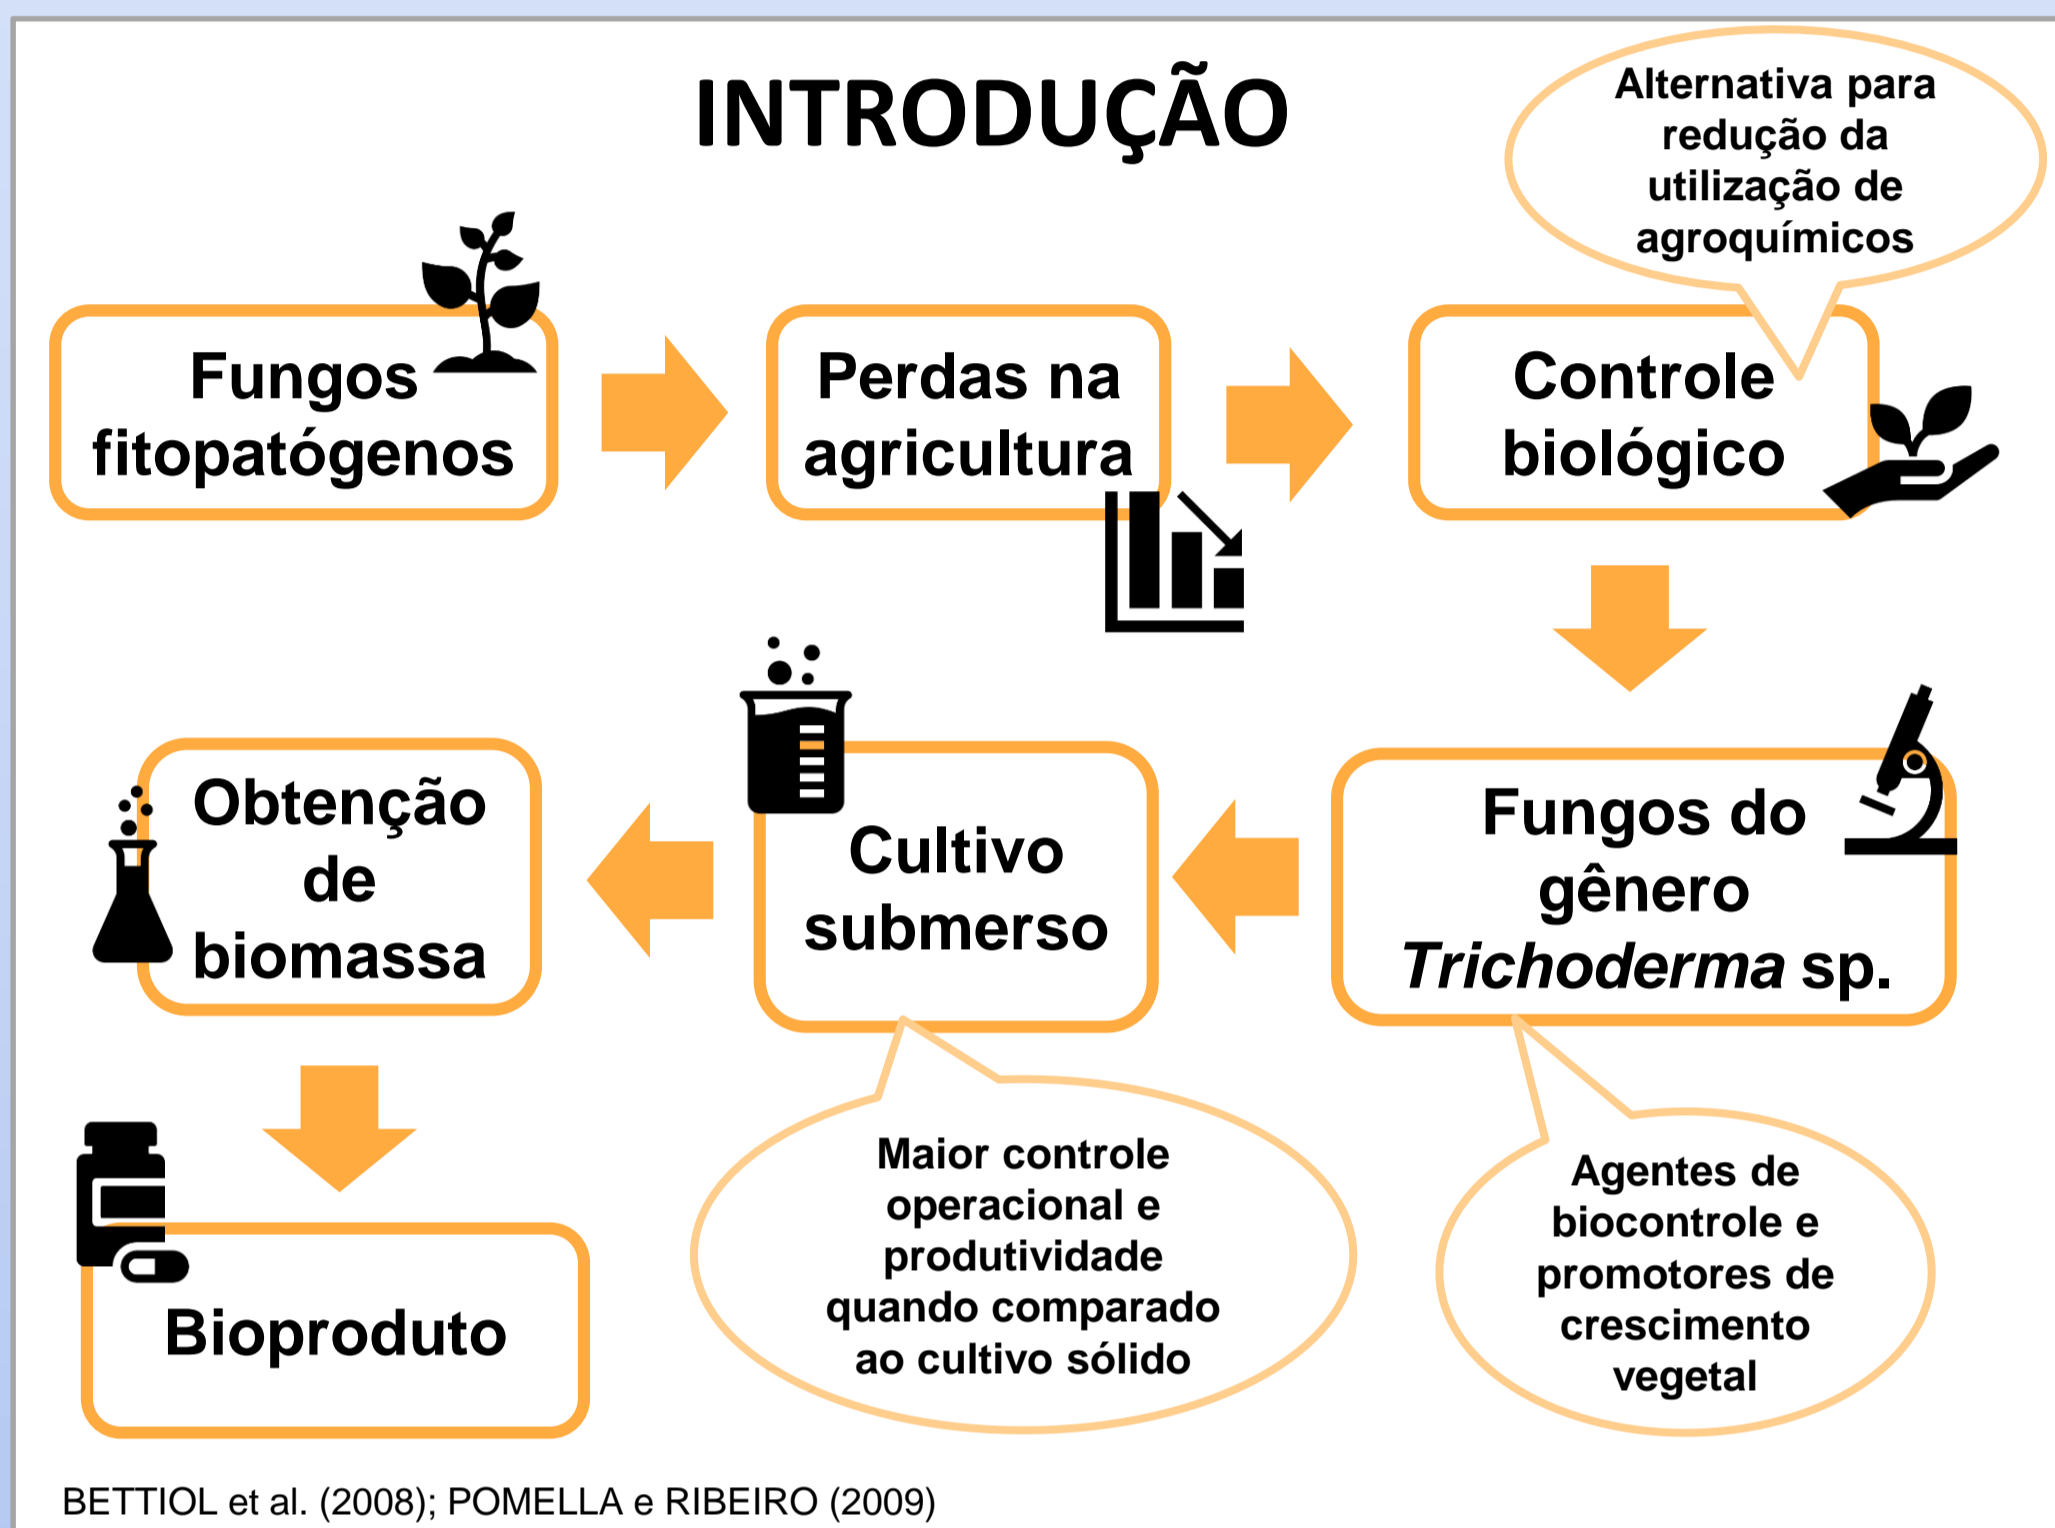 INTRODUÇÃO
Alternativa para
redução da
utilização de
agroquímicos
Fungos
fitopatógenos
Perdas na
agricultura
Controle
biológico
Fungos do
gênero
Trichoderma sp.
Agentes de
biocontrole e
promotores de
crescimento
vegetal
Cultivo
submerso
Maior controle
operacional e
produtividade
quando comparado
ao cultivo sólido
Obtenção
de
biomassa
Bioproduto
BETTIOL et al. (2008); POMELLA e RIBEIRO (2009)